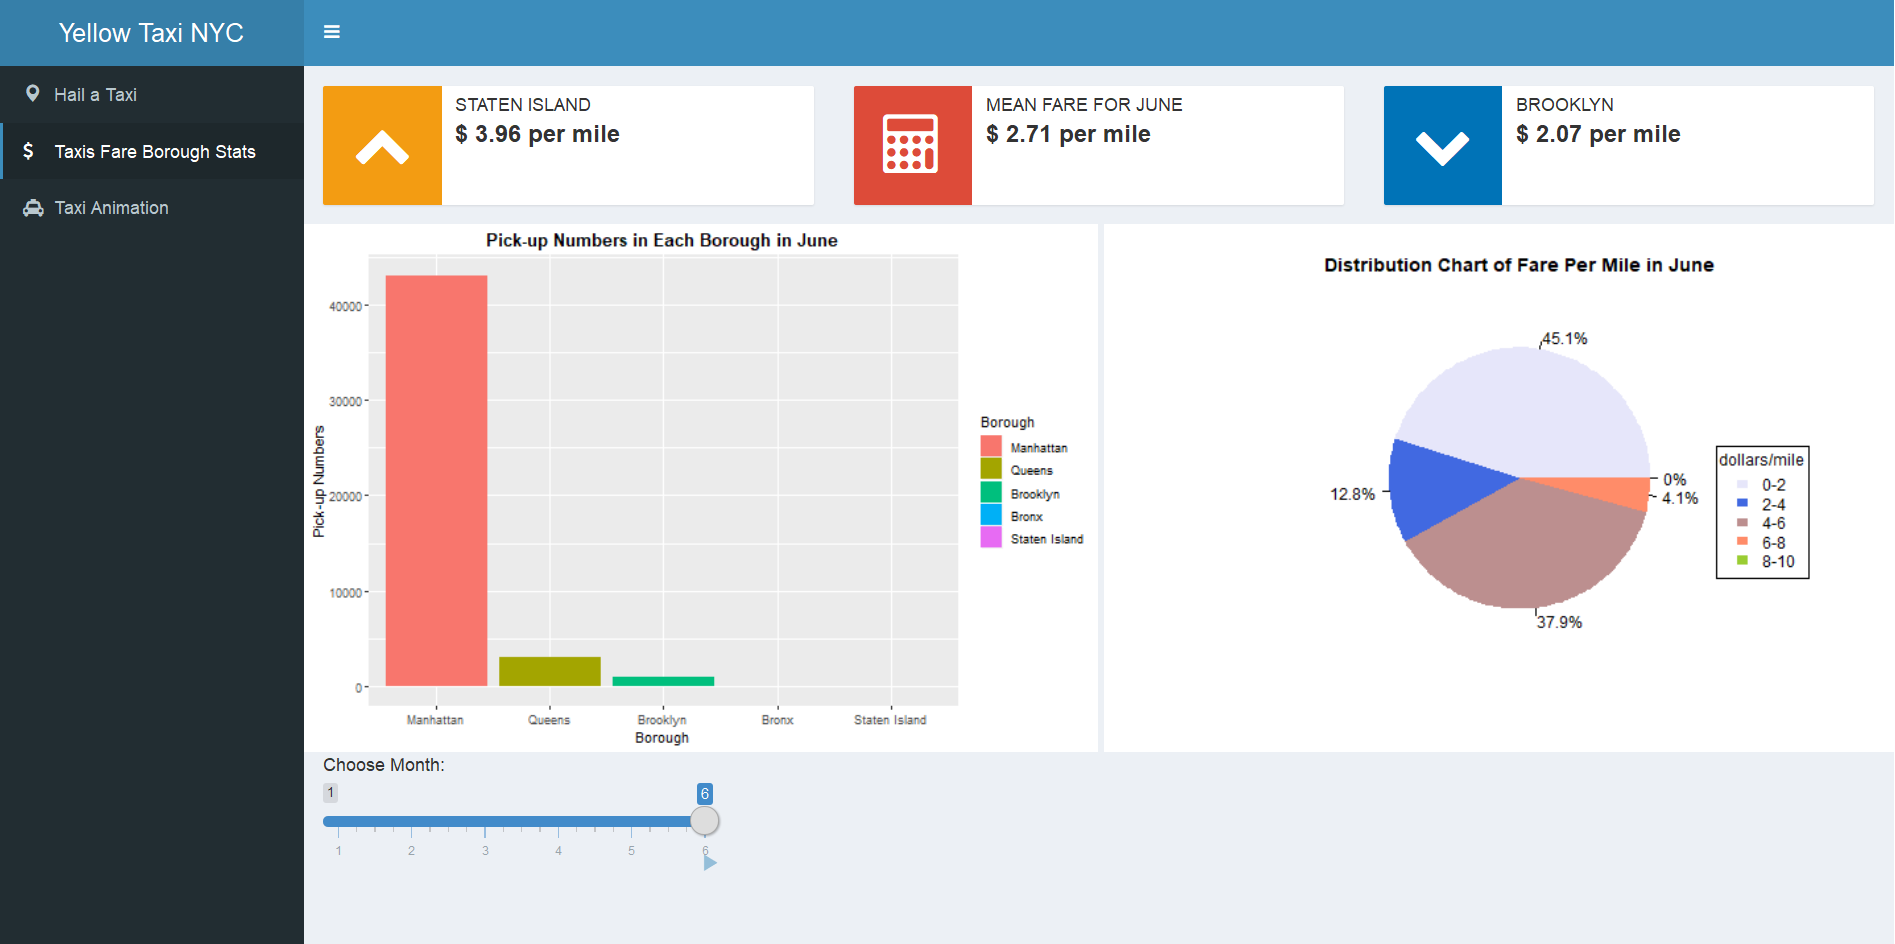 Yellow Taxi NYC
Hail a Taxi
Taxis Fare Borough Stats
Taxi Animation
STATEN ISLAND
$ 3.96 per mile
MEAN FARE FOR JUNE
$ 2.71 per mile
BROOKLYN
$ 2.07 per mile
Pick-up Numbers in Each Borough in June
40000
30000
20000
10000
0
Pick-up Numbers
Manhattan
Queens
Brooklyn
Bronx
Staten Island
Borough
Borough
Manhattan
Queens
Brooklyn
Bronx
Staten Island
Distribution Chart of Fare Per Mile in June
45.1%
12.8%
37.9%
0%
4.1%
dollars/mile
0-2
2-4
4-6
6-8
8-10
Choose Month:
1
6
1
2
3
4
5
6